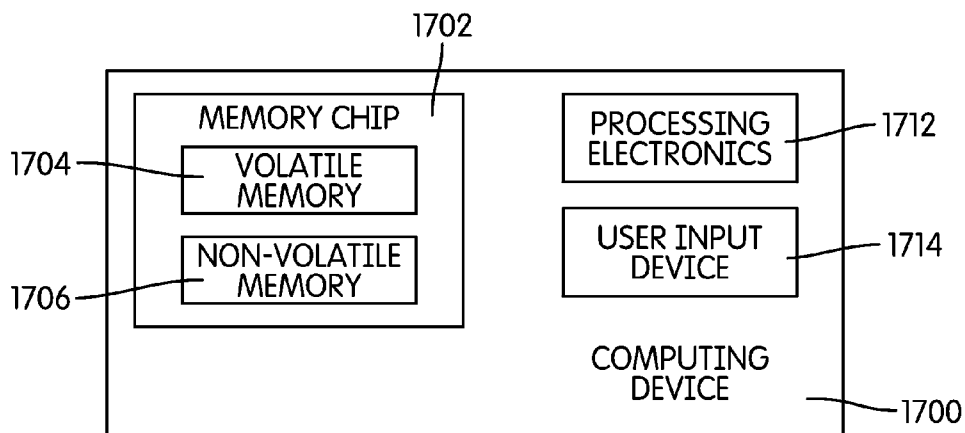 1702
MEMORY CHIP
1704
VOLATILE
MEMORY
1706
NON-VOLATILE
MEMORY
PROCESSING
ELECTRONICS
1712
USER INPUT
DEVICE
1714
COMPUTING
DEVICE
1700